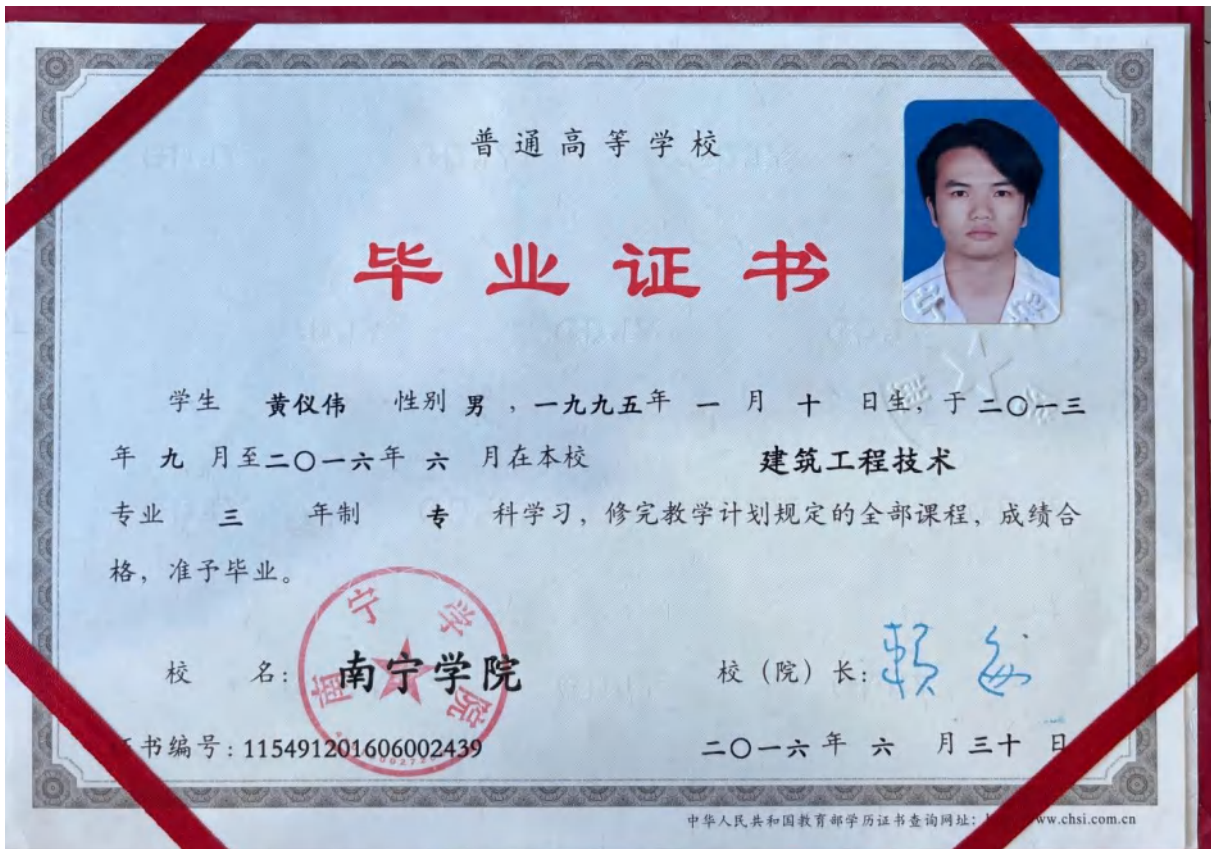 普通高等学校
毕业证书
学生 黄仪伟 性别 男 ，一九九五年 一 月 十 日生，于二〇一三
年 九 月至二〇一六年 六 月在本校 建筑工程技术
专业 三 年制 专 科学习，修完教学计划规定的全部课程，成绩合
格，准予毕业。
校 名：南宁学院
南宁学院
校（院）长：
书编号：115491201606002439
二〇一六年 六 月三十日
中华人民共和国教育部学历证书查询网址： www.chsi.com.cn